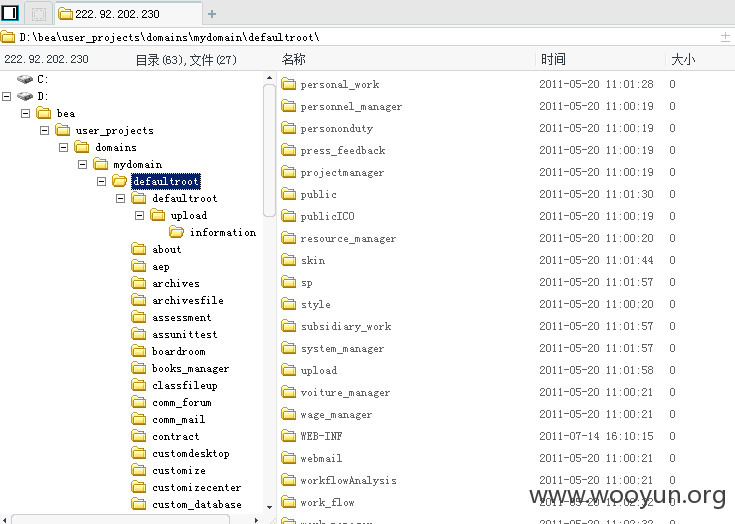 222.92.202.230
D:\bea\user_projects\domains\mydomain\defaultroot\
222.92.202.230 目录(63),文件(27) 名称 时间 大小
C:
D:
bea
user_projects
domains
mydomain
defaultroot
defaultroot
upload
information
about
aep
archives
archivesfile
assessment
assunittest
boardroom
books_manager
classfileup
comm_forum
comm_mail
contract
customdesktop
customize
customizecenter
custom_database
personal_work 2011-05-20 11:01:28 0
personnel_manager 2011-05-20 11:00:19 0
persononduty 2011-05-20 11:00:19 0
press_feedback 2011-05-20 11:00:19 0
projectmanager 2011-05-20 11:00:19 0
public 2011-05-20 11:01:30 0
publicICO 2011-05-20 11:00:19 0
resource_manager 2011-05-20 11:00:20 0
skin 2011-05-20 11:01:44 0
sp 2011-05-20 11:01:57 0
style 2011-05-20 11:00:20 0
subsidiary_work 2011-05-20 11:01:57 0
system_manager 2011-05-20 11:01:57 0
upload 2011-05-20 11:01:58 0
voiture_manager 2011-05-20 11:00:21 0
wage_manager 2011-05-20 11:00:21 0
WEB-INF 2011-07-14 16:10:15 0
webmail 2011-05-20 11:00:21 0
workflowAnalysis 2011-05-20 11:00:21 0
work_flow 2011-05-20 11:02:32 0
www.wooyun.org